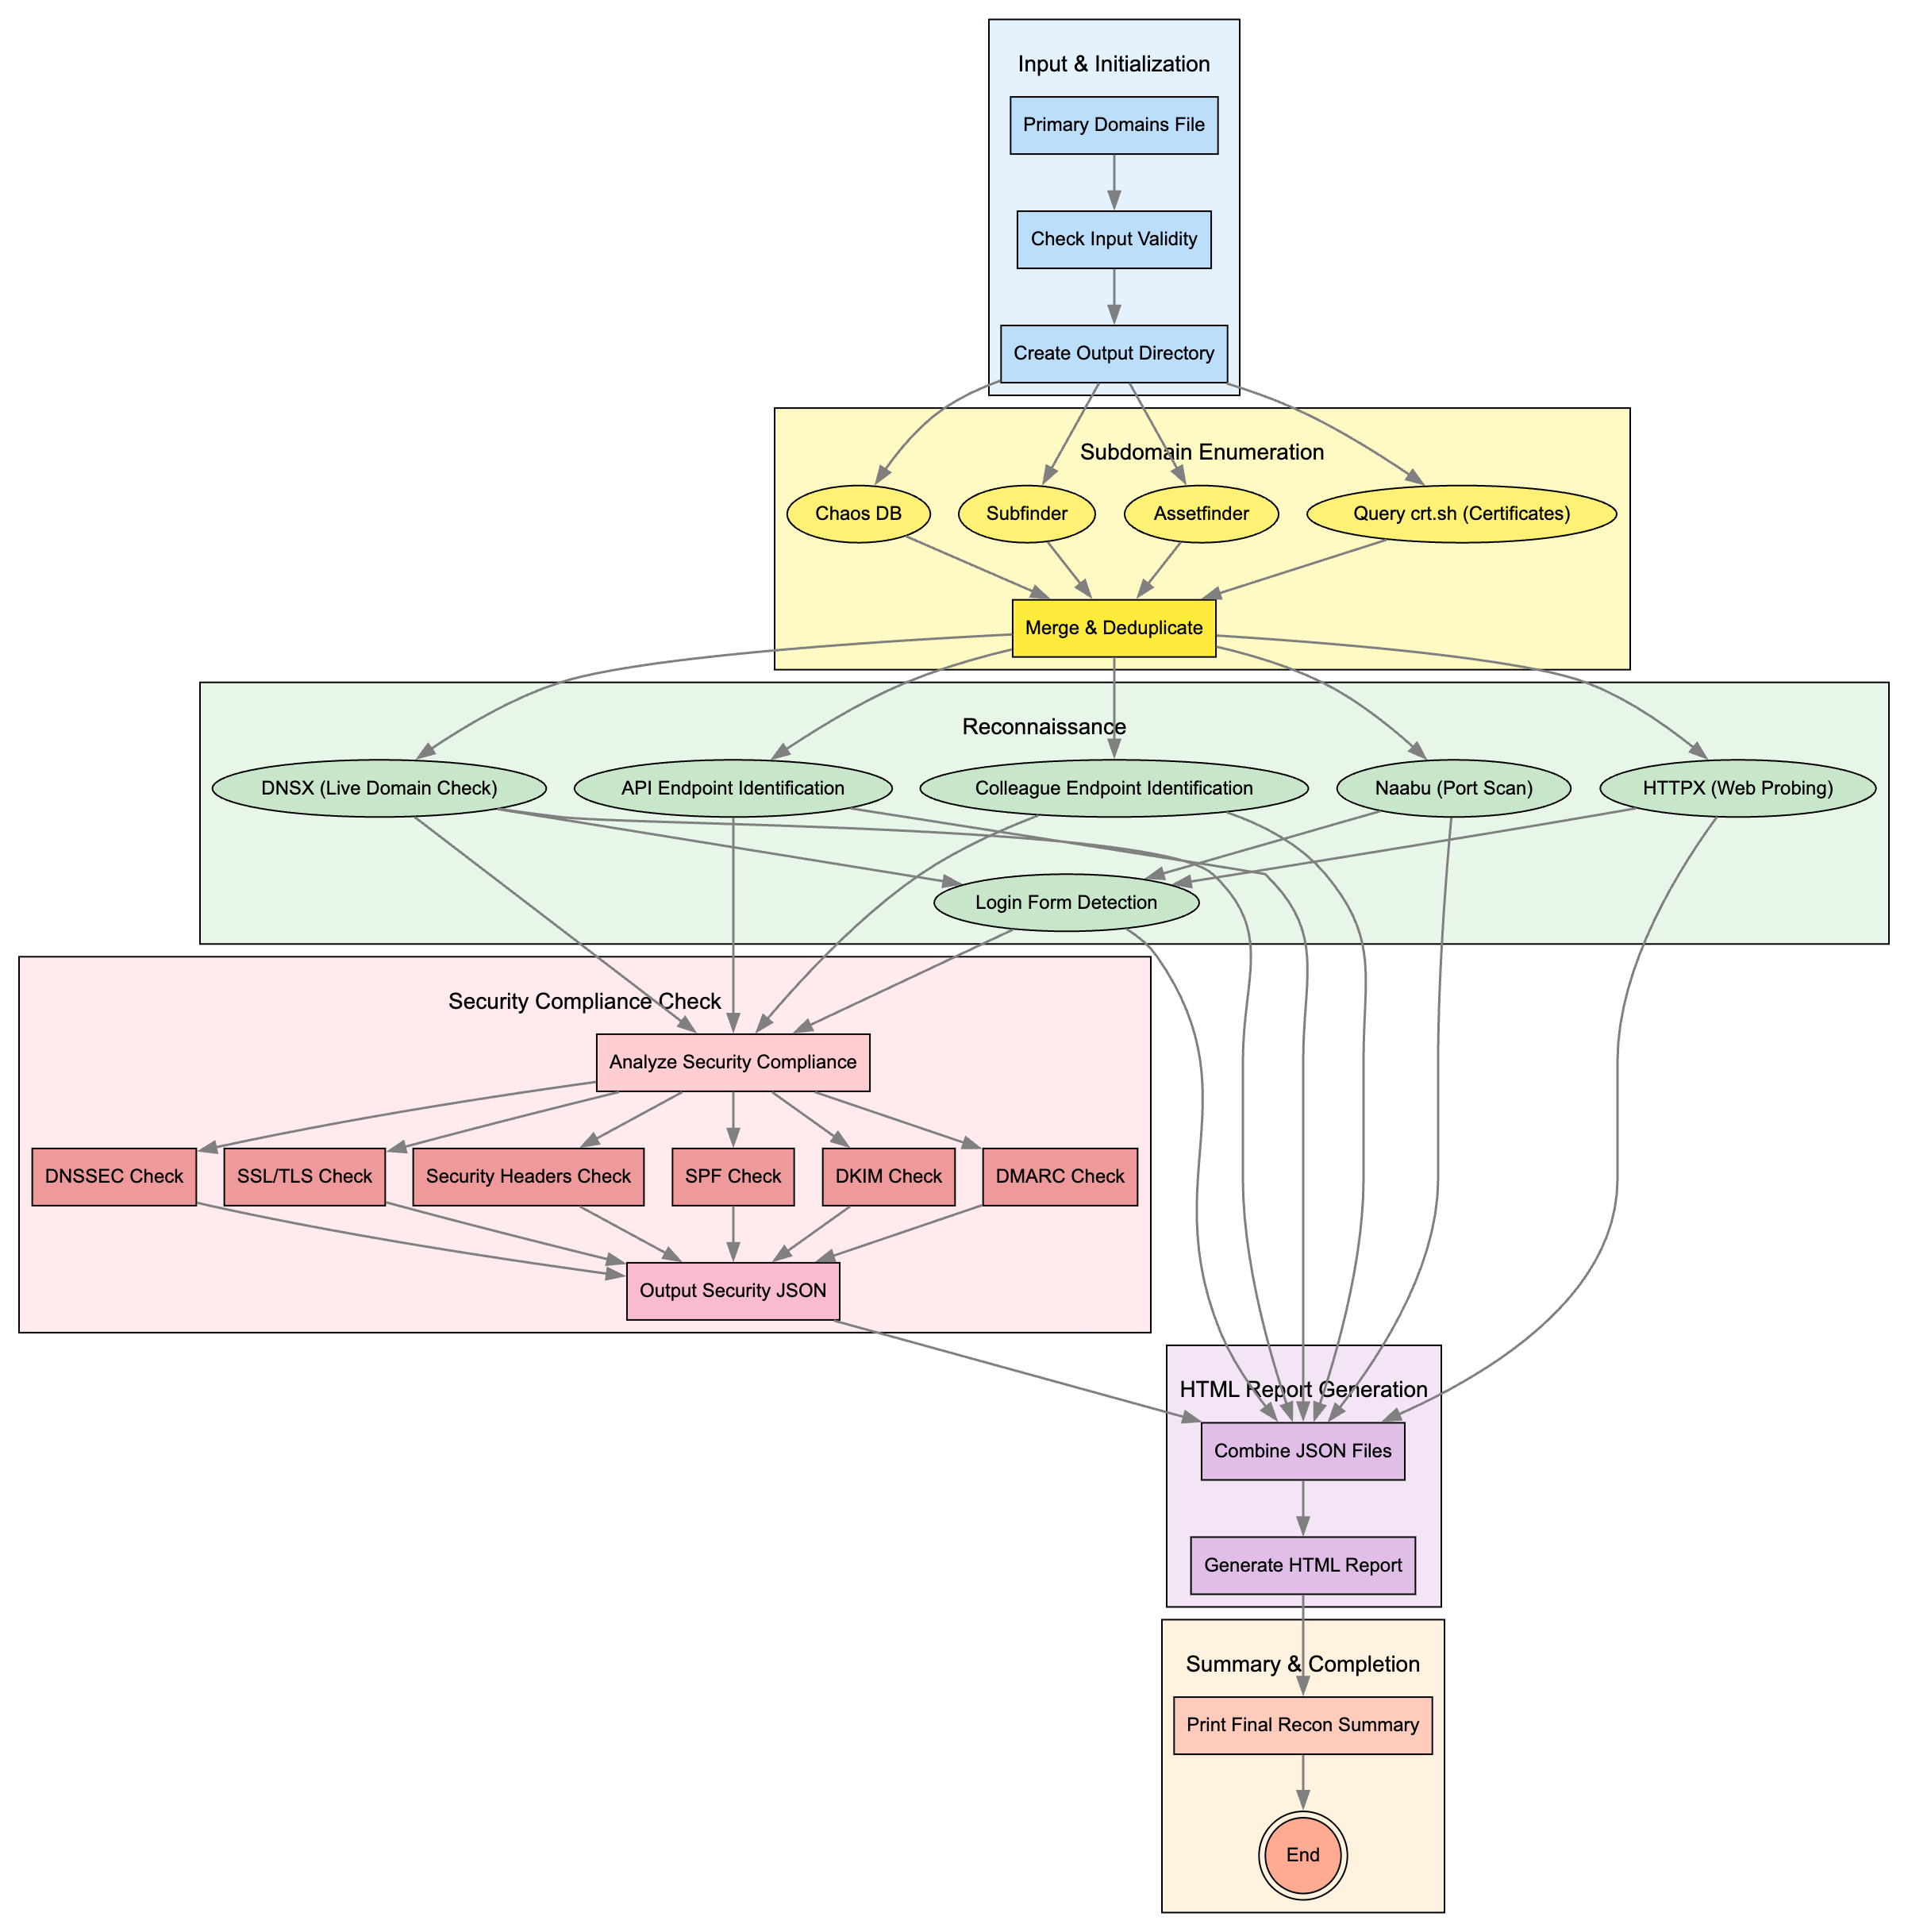 Input & Initialization
Primary Domains File
Check Input Validity
Create Output Directory
Subdomain Enumeration
Chaos DB
Subfinder
Assetfinder
Query crt.sh (Certificates)
Merge & Deduplicate
Reconnaissance
DNSX (Live Domain Check)
API Endpoint Identification
Colleague Endpoint Identification
Naabu (Port Scan)
HTTPX (Web Probing)
Login Form Detection
Security Compliance Check
Analyze Security Compliance
DNSSEC Check
SSL/TLS Check
Security Headers Check
SPF Check
DKIM Check
DMARC Check
Output Security JSON
HTML Report Generation
Combine JSON Files
Generate HTML Report
Summary & Completion
Print Final Recon Summary
End